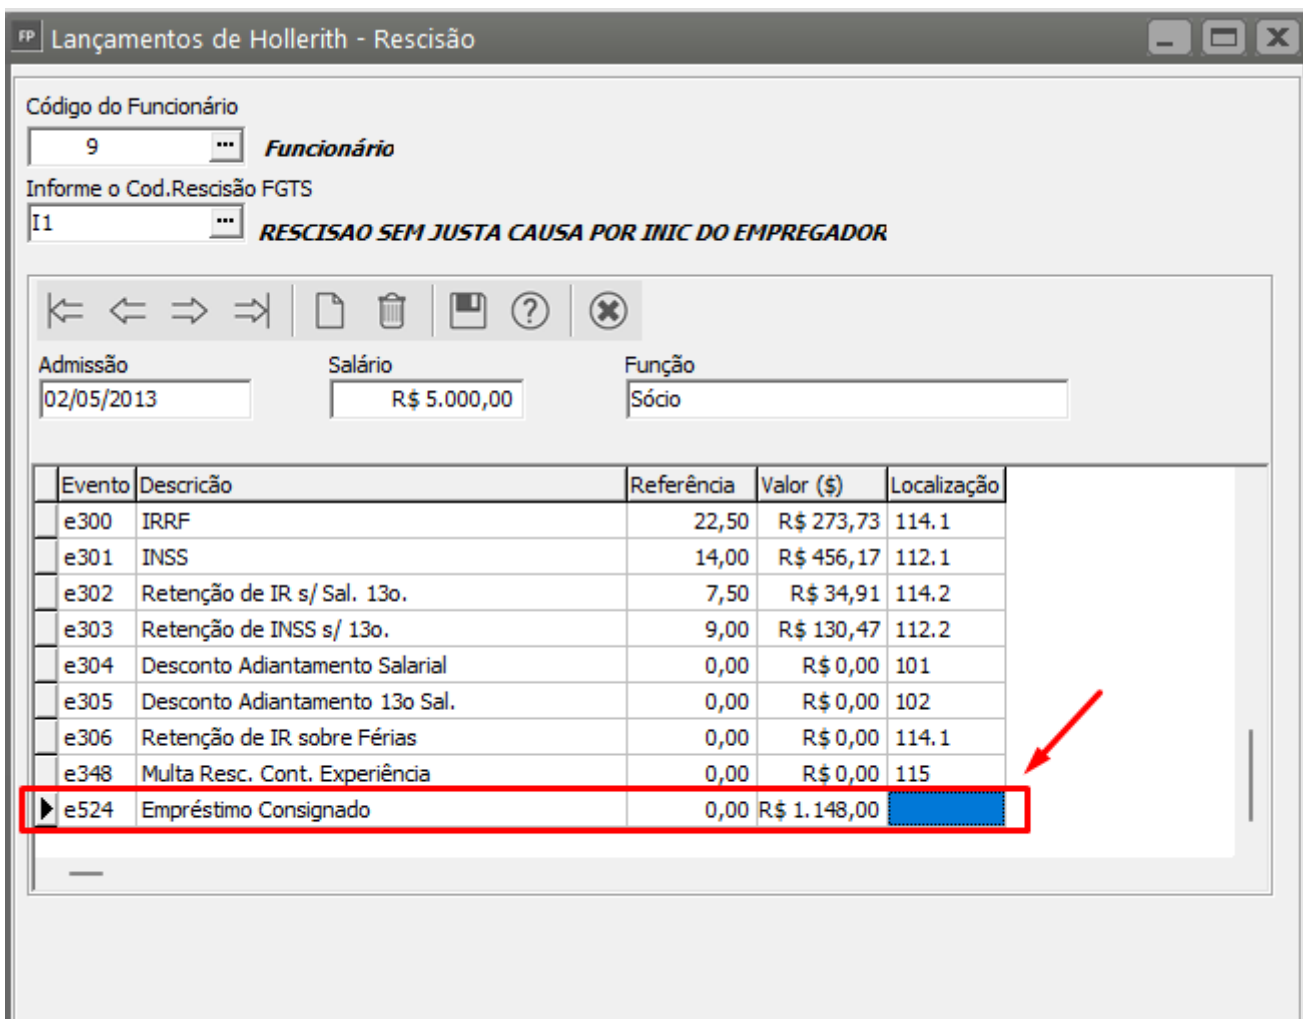 FP Lançamentos de Hollerith - Rescisão
Código do Funcionário
9 ... Funcionário
Informe o Cod.Rescisão FGTS
I1 ... RESCISAO SEM JUSTA CAUSA POR INIC DO EMPREGADOR
Admissão Salário Função
02/05/2013 R$ 5.000,00 Sócio
Evento Descricão Referência Valor ($) Localização
e300 IRRF 22,50 R$ 273,73 114.1
e301 INSS 14,00 R$ 456,17 112.1
e302 Retenção de IR s/ Sal. 13o. 7,50 R$ 34,91 114.2
e303 Retenção de INSS s/ 13o. 9,00 R$ 130,47 112.2
e304 Desconto Adiantamento Salarial 0,00 R$ 0,00 101
e305 Desconto Adiantamento 13o Sal. 0,00 R$ 0,00 102
e306 Retenção de IR sobre Férias 0,00 R$ 0,00 114.1
e348 Multa Resc. Cont. Experiência 0,00 R$ 0,00 115
e524 Empréstimo Consignado 0,00 R$ 1.148,00